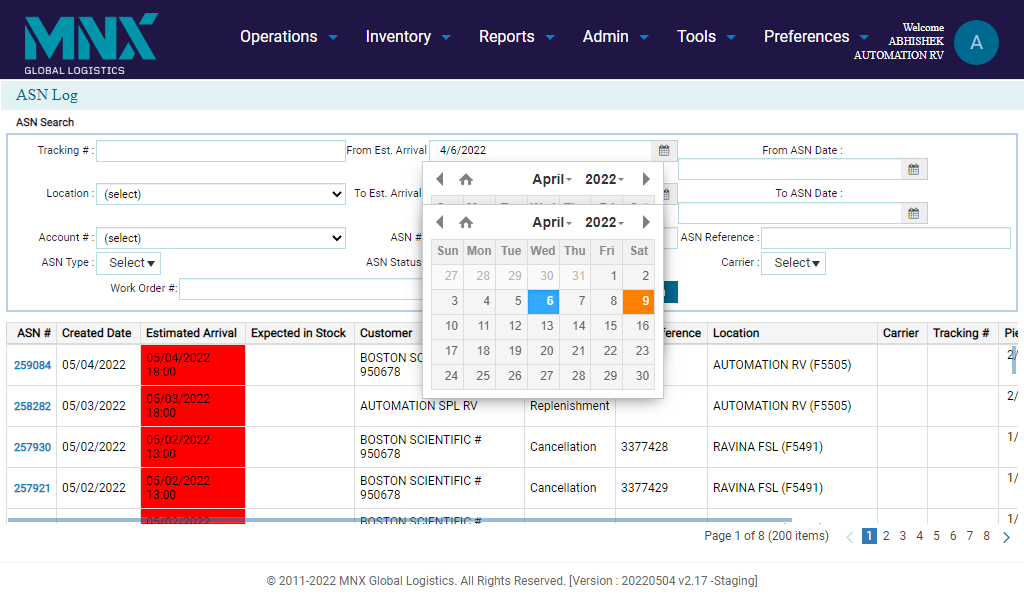 MNX
GLOBAL LOGISTICS
Operations Inventory Reports Admin Tools Preferences
Welcome
ABHISHEK
AUTOMATION RV
A
ASN Log
ASN Search
Tracking # : From Est. Arrival 4/6/2022 From ASN Date :
Location : (select) To Est. Arrival To ASN Date :
Account # : (select) ASN # ASN Reference :
ASN Type : Select ASN Status Carrier : Select
Work Order #:
April 2022
April 2022
Sun Mon Tue Wed Thu Fri Sat
27 28 29 30 31 1 2
3 4 5 6 7 8 9
10 11 12 13 14 15 16
17 18 19 20 21 22 23
24 25 26 27 28 29 30
ASN # Created Date Estimated Arrival Expected in Stock Customer Location Carrier Tracking #
259084 05/04/2022 05/04/2022 18:00 BOSTON 950678 AUTOMATION RV (F5505) 2/
258282 05/03/2022 05/03/2022 18:00 AUTOMATION SPL RV Replenishment AUTOMATION RV (F5505) 2/
257930 05/02/2022 05/02/2022 13:00 BOSTON SCIENTIFIC # 950678 Cancellation 3377428 RAVINA FSL (F5491) 1/
257921 05/02/2022 05/02/2022 13:00 BOSTON SCIENTIFIC # 950678 Cancellation 3377429 RAVINA FSL (F5491) 1/
05/02/2022 BOSTON SCIENTIFIC # 1/
Page 1 of 8 (200 items) 1 2 3 4 5 6 7 8
© 2011-2022 MNX Global Logistics. All Rights Reserved. [Version : 20220504 v2.17 -Staging]